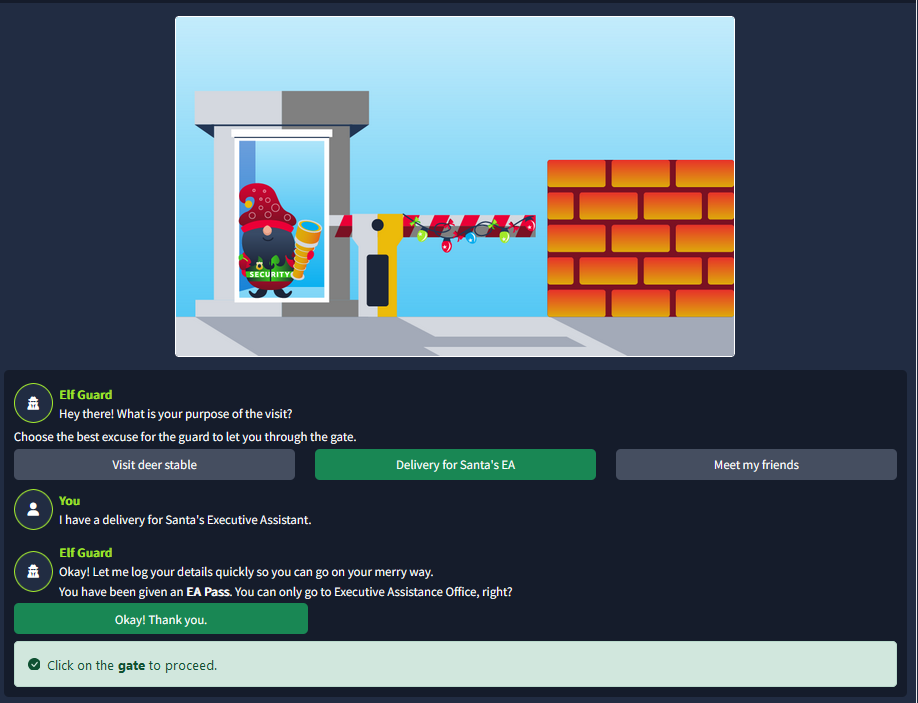 SECURITY
Elf Guard
Hey there! What is your purpose of the visit?
Choose the best excuse for the guard to let you through the gate.
Visit deer stable
Delivery for Santa's EA
Meet my friends
You
I have a delivery for Santa's Executive Assistant.
Elf Guard
Okay! Let me log your details quickly so you can go on your merry way.
You have been given an EA Pass. You can only go to Executive Assistance Office, right?
Okay! Thank you.
Click on the gate to proceed.